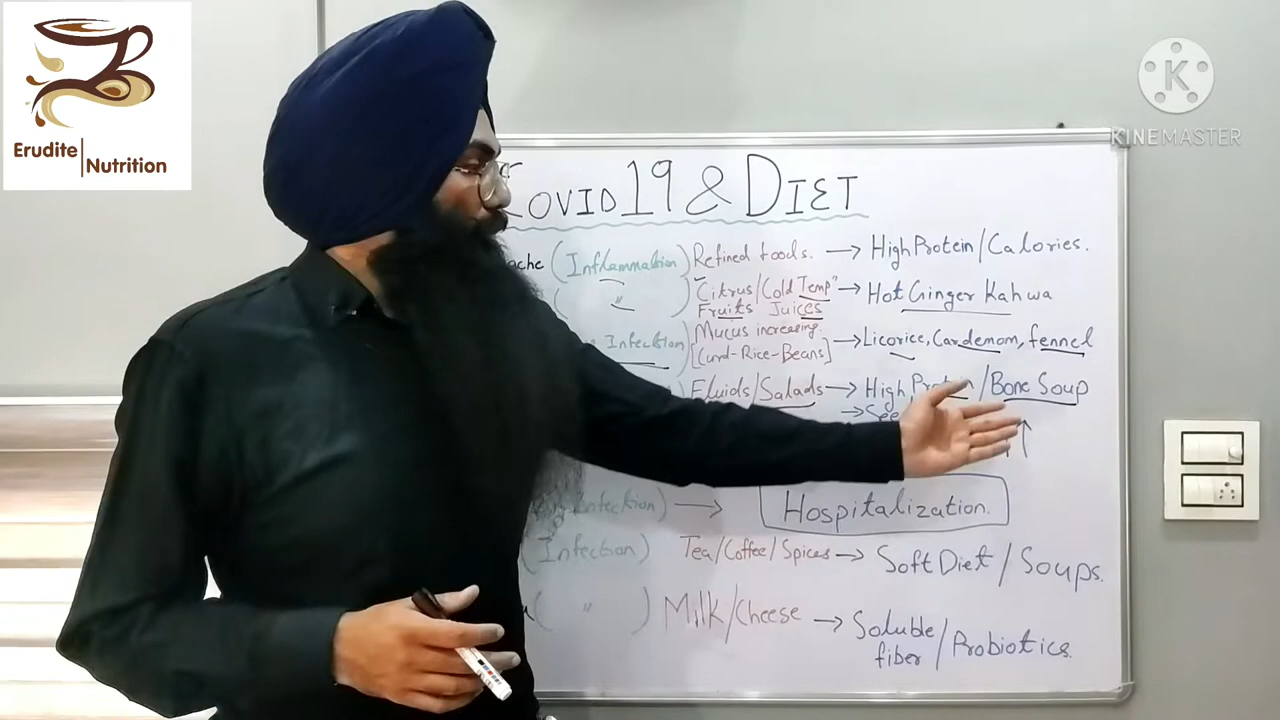 Erudite | Nutrition
K
KINEMASTER
COVID 19 & DIET
ache (Inflammation) Refined foods. → High Protein/Calories.
( " ) Citrus/Cold Temp" → Hot Ginger Kahwa
Fruits Juices
Infection) Mucus increasing → Licorice, Cardemom, fennel
[Curd-Rice-Beans]
Fluids/Salads → High Protein / Bone Soup
→ See
Infection) → Hospitalization.
(Infection) Tea/Coffee/Spices → Soft Diet / Soups.
( " ) Milk/Cheese → Soluble fiber / Probiotics.